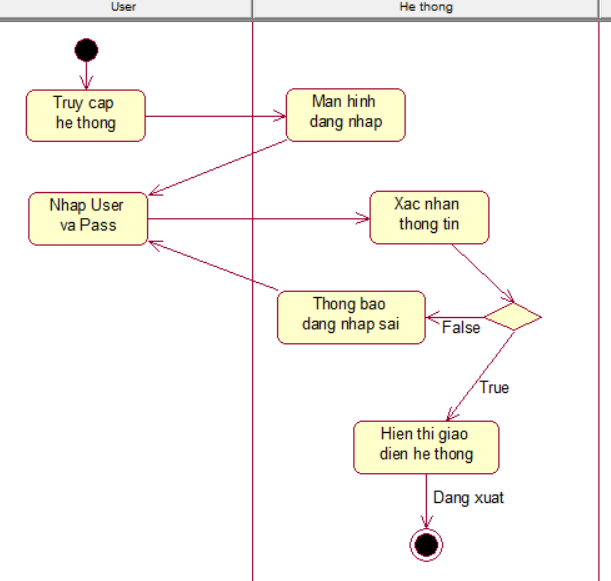 User
He thong
Truy cap
he thong
Man hinh
dang nhap
Nhap User
va Pass
Xac nhan
thong tin
Thong bao
dang nhap sai
False
True
Hien thi giao
dien he thong
Dang xuat